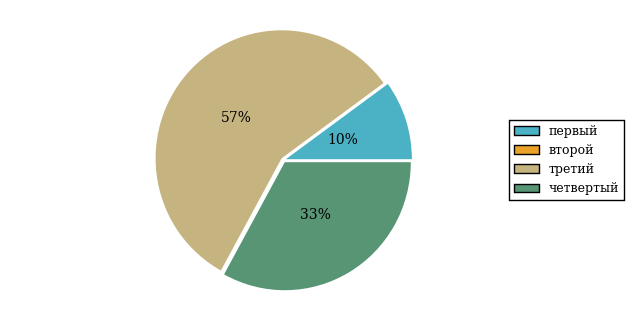 57%
10%
33%
первый
второй
третий
четвертый